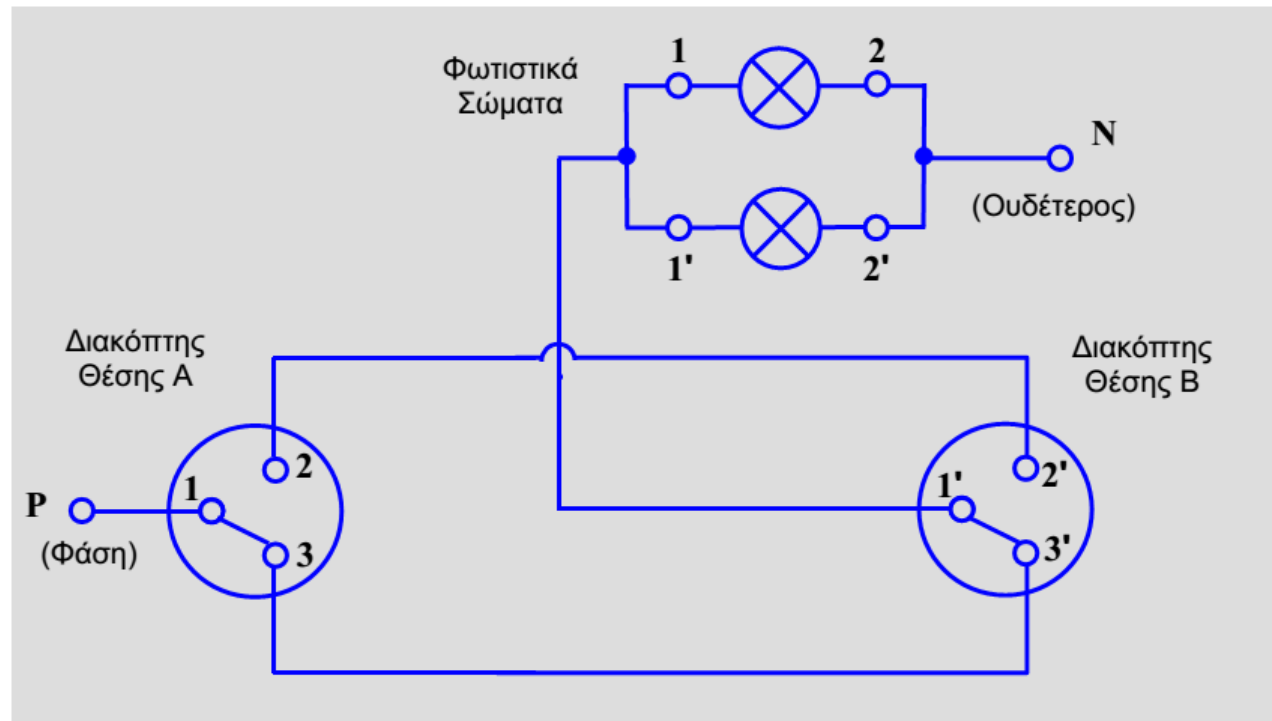 Φωτιστικά
Σώματα
1
2
N
(Ουδέτερος)
1'
2'
Διακόπτης
Θέσης Α
Διακόπτης
Θέσης Β
P
(Φάση)
1
2
3
1'
2'
3'